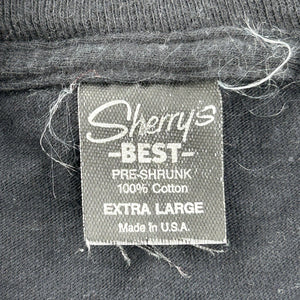 Sherry's
-BEST-
PRE-SHRUNK
100% Cotton
EXTRA LARGE
Made In U.S.A.